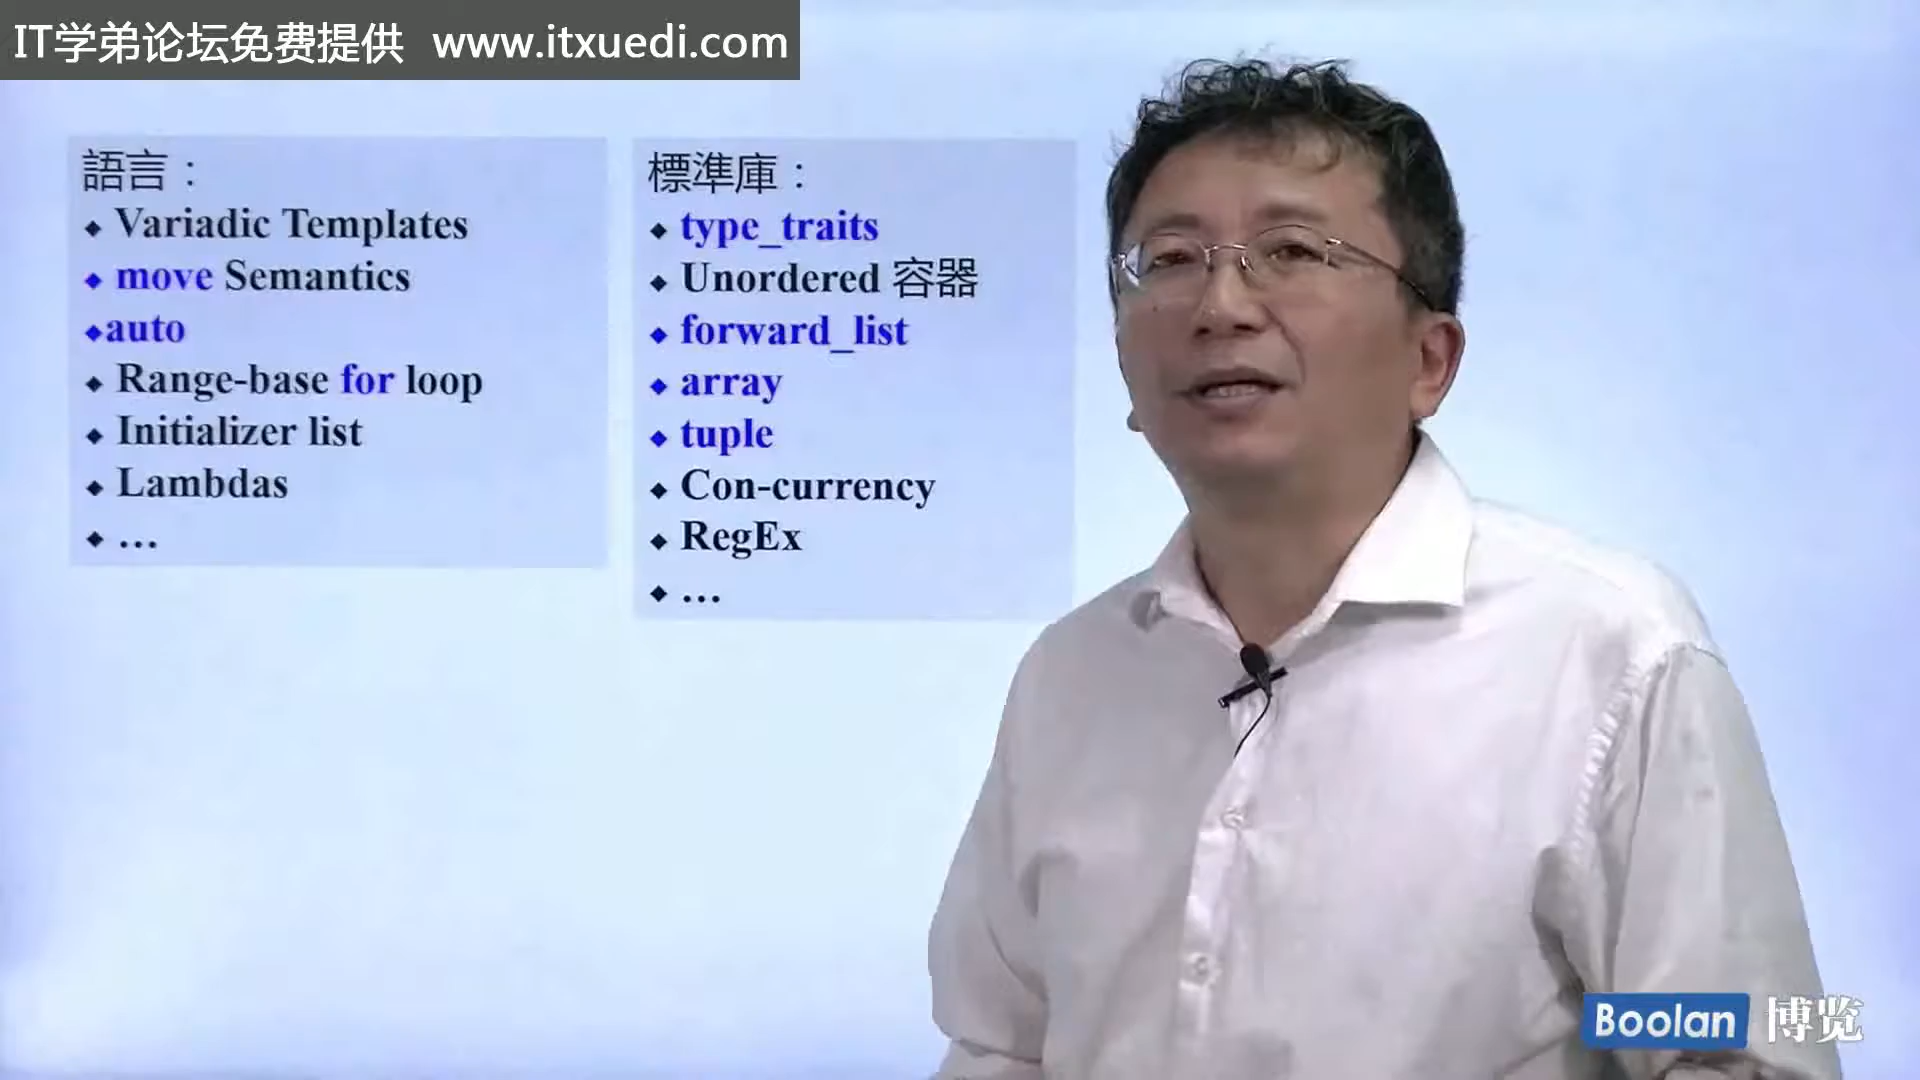 IT学弟论坛免费提供 www.itxuedi.com
語言：
Variadic Templates
move Semantics
auto
Range-base for loop
Initializer list
Lambdas
...
標準庫：
type_traits
Unordered 容器
forward_list
array
tuple
Con-currency
RegEx
...
Boolan 博览